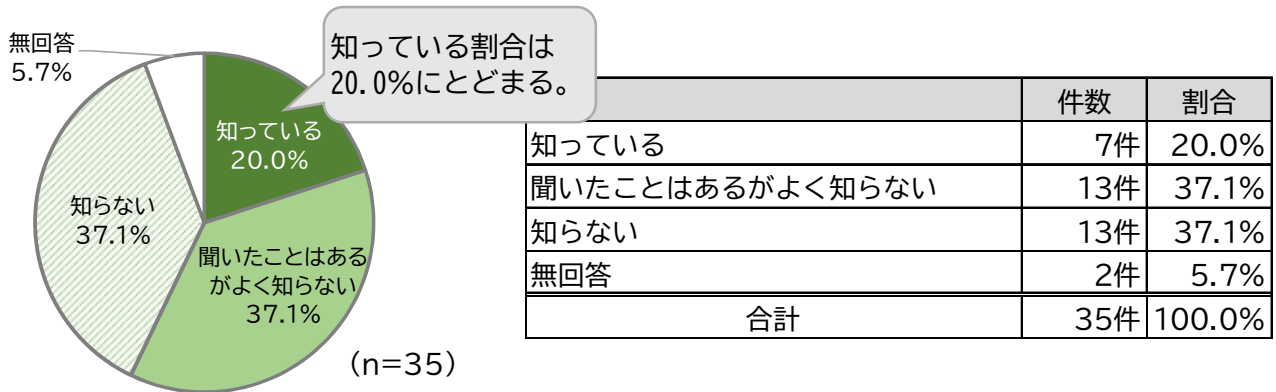 無回答
5.7%
知っている割合は
20.0%にとどまる。
知っている
20.0%
知らない
37.1%
聞いたことはある
がよく知らない
37.1%
(n=35)
件数 割合
知っている 7件 20.0%
聞いたことはあるがよく知らない 13件 37.1%
知らない 13件 37.1%
無回答 2件 5.7%
合計 35件 100.0%